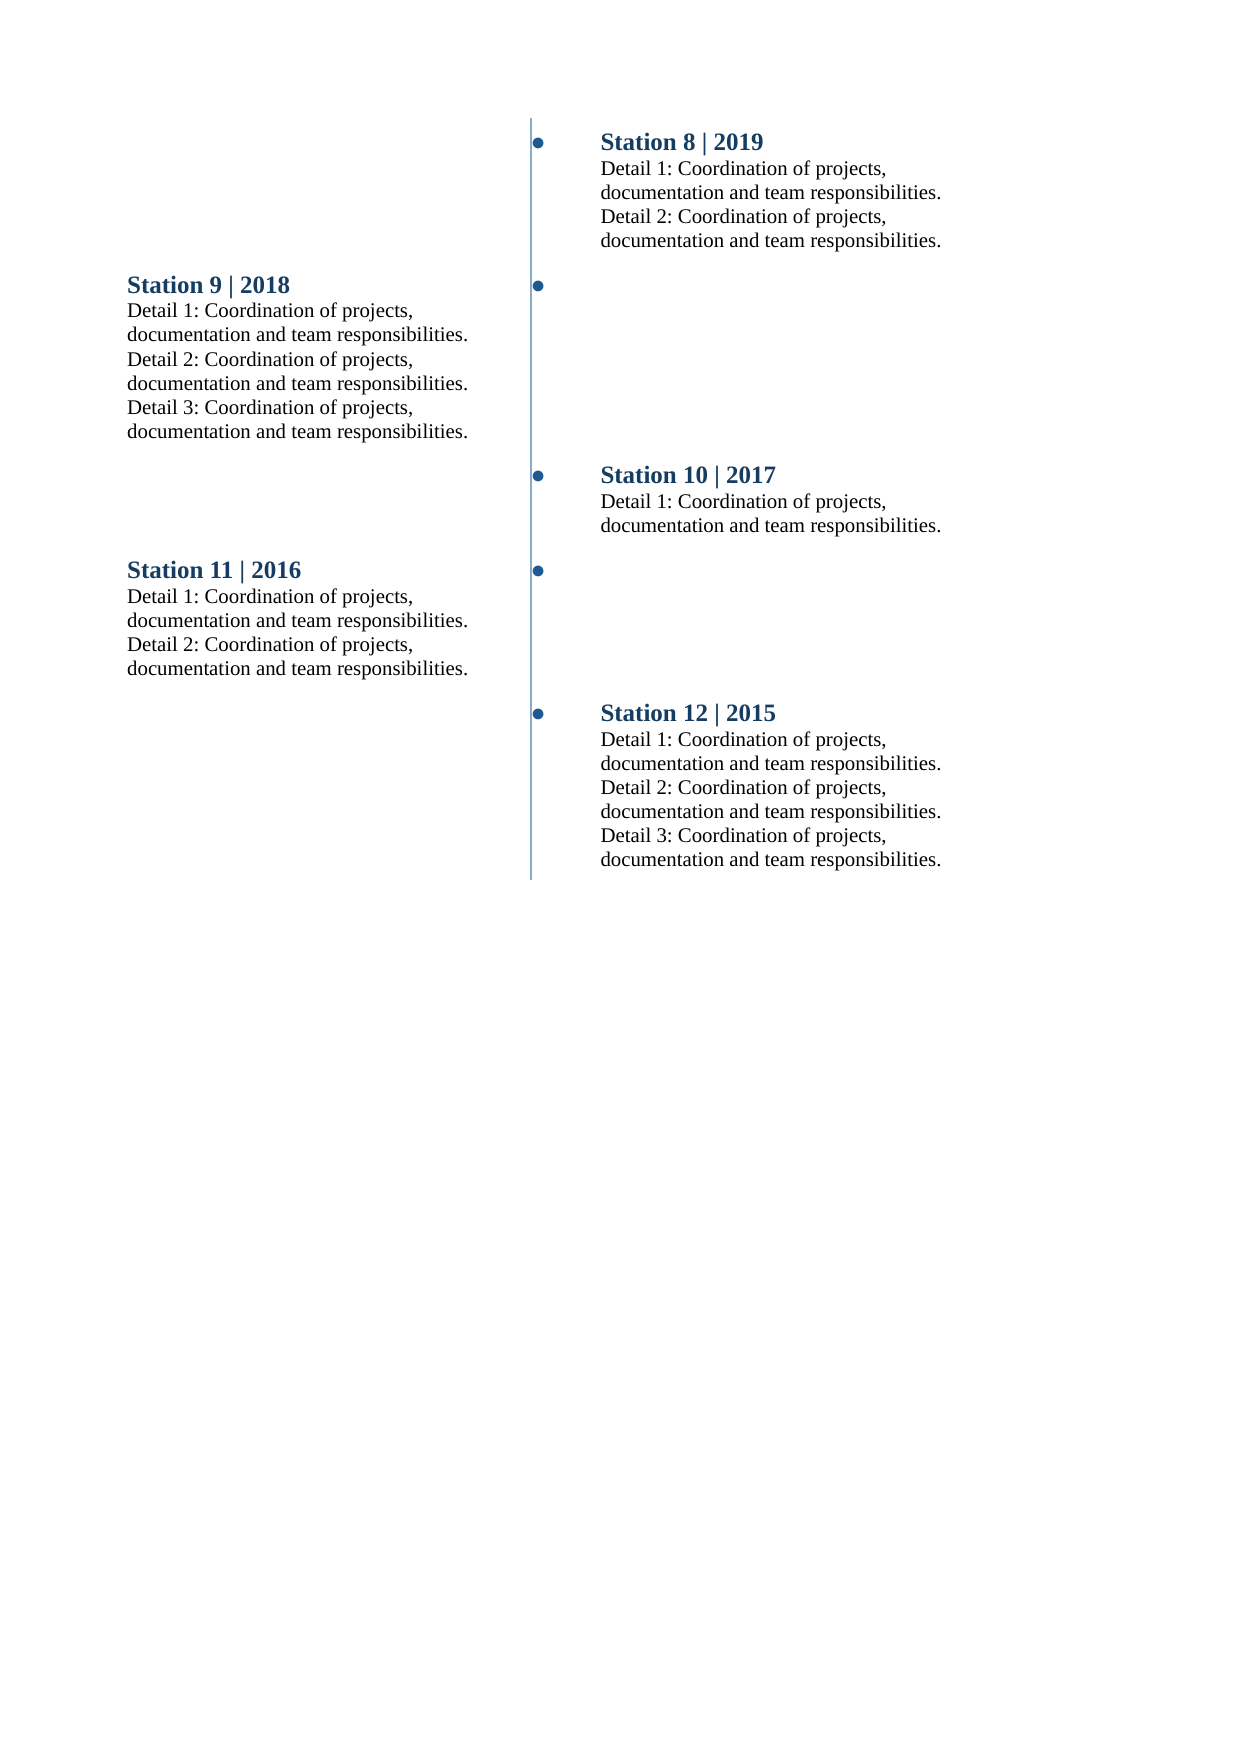 Station 8 | 2019
Detail 1: Coordination of projects,
documentation and team responsibilities.
Detail 2: Coordination of projects,
documentation and team responsibilities.
Station 9 | 2018
Detail 1: Coordination of projects,
documentation and team responsibilities.
Detail 2: Coordination of projects,
documentation and team responsibilities.
Detail 3: Coordination of projects,
documentation and team responsibilities.
Station 10 | 2017
Detail 1: Coordination of projects,
documentation and team responsibilities.
Station 11 | 2016
Detail 1: Coordination of projects,
documentation and team responsibilities.
Detail 2: Coordination of projects,
documentation and team responsibilities.
Station 12 | 2015
Detail 1: Coordination of projects,
documentation and team responsibilities.
Detail 2: Coordination of projects,
documentation and team responsibilities.
Detail 3: Coordination of projects,
documentation and team responsibilities.